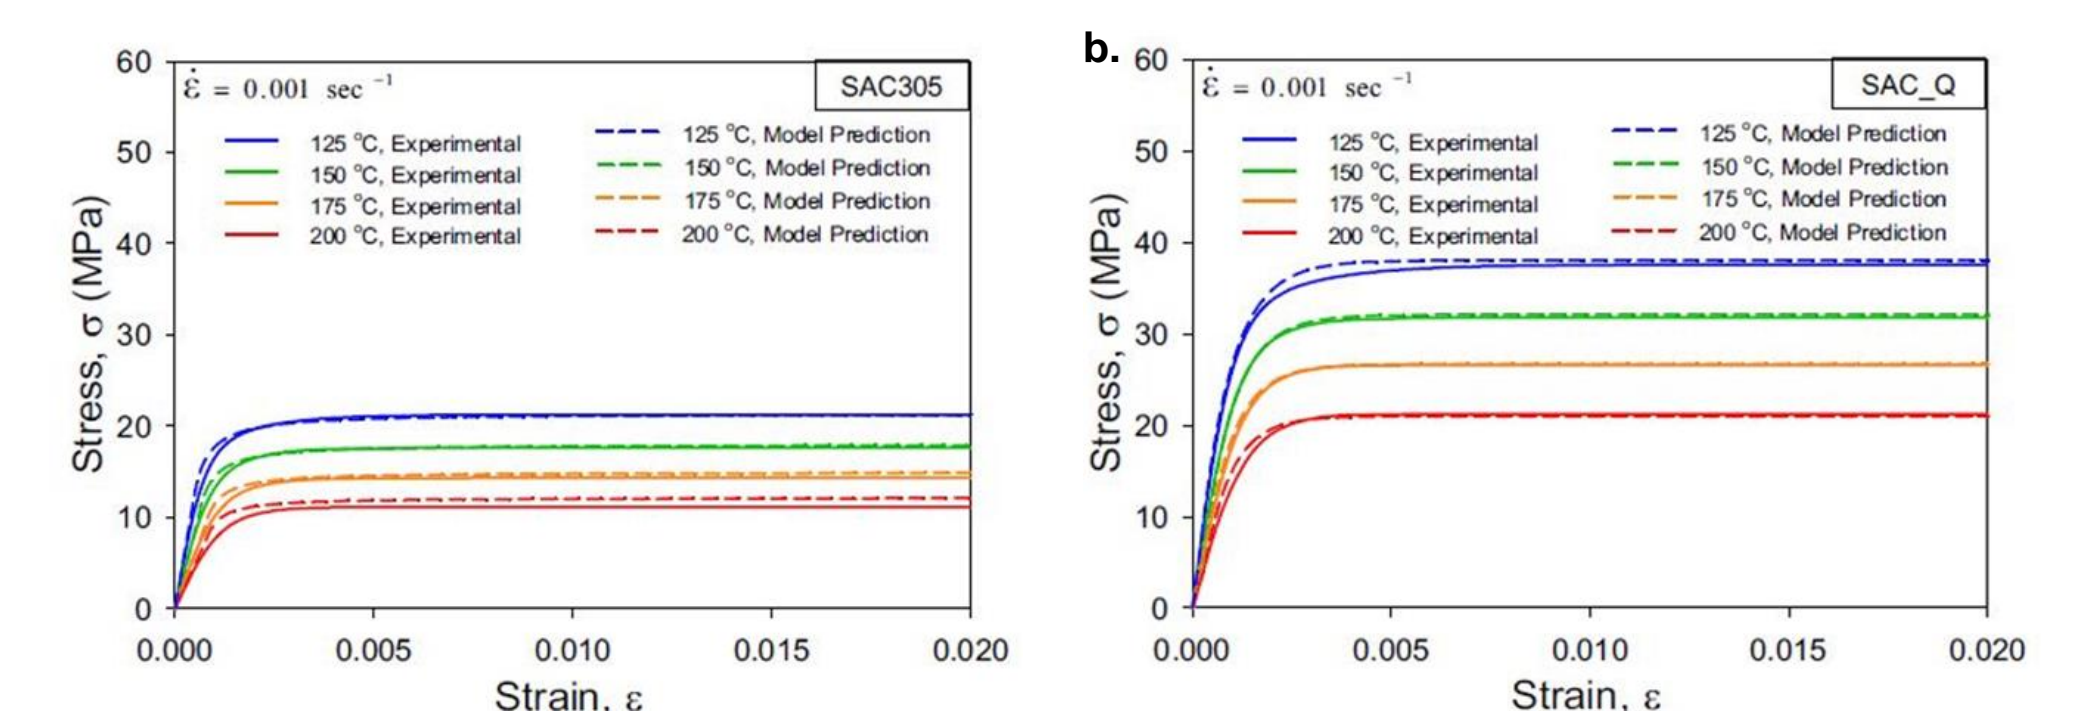 60
ε̇ = 0.001 sec ⁻¹
SAC305
125 °C, Experimental
150 °C, Experimental
175 °C, Experimental
200 °C, Experimental
125 °C, Model Prediction
150 °C, Model Prediction
175 °C, Model Prediction
200 °C, Model Prediction
50
40
30
20
10
0
Stress, σ (MPa)
0.000 0.005 0.010 0.015 0.020
Strain, ε
b.
60
ε̇ = 0.001 sec ⁻¹
SAC_Q
125 °C, Experimental
150 °C, Experimental
175 °C, Experimental
200 °C, Experimental
125 °C, Model Prediction
150 °C, Model Prediction
175 °C, Model Prediction
200 °C, Model Prediction
50
40
30
20
10
0
Stress, σ (MPa)
0.000 0.005 0.010 0.015 0.020
Strain, ε